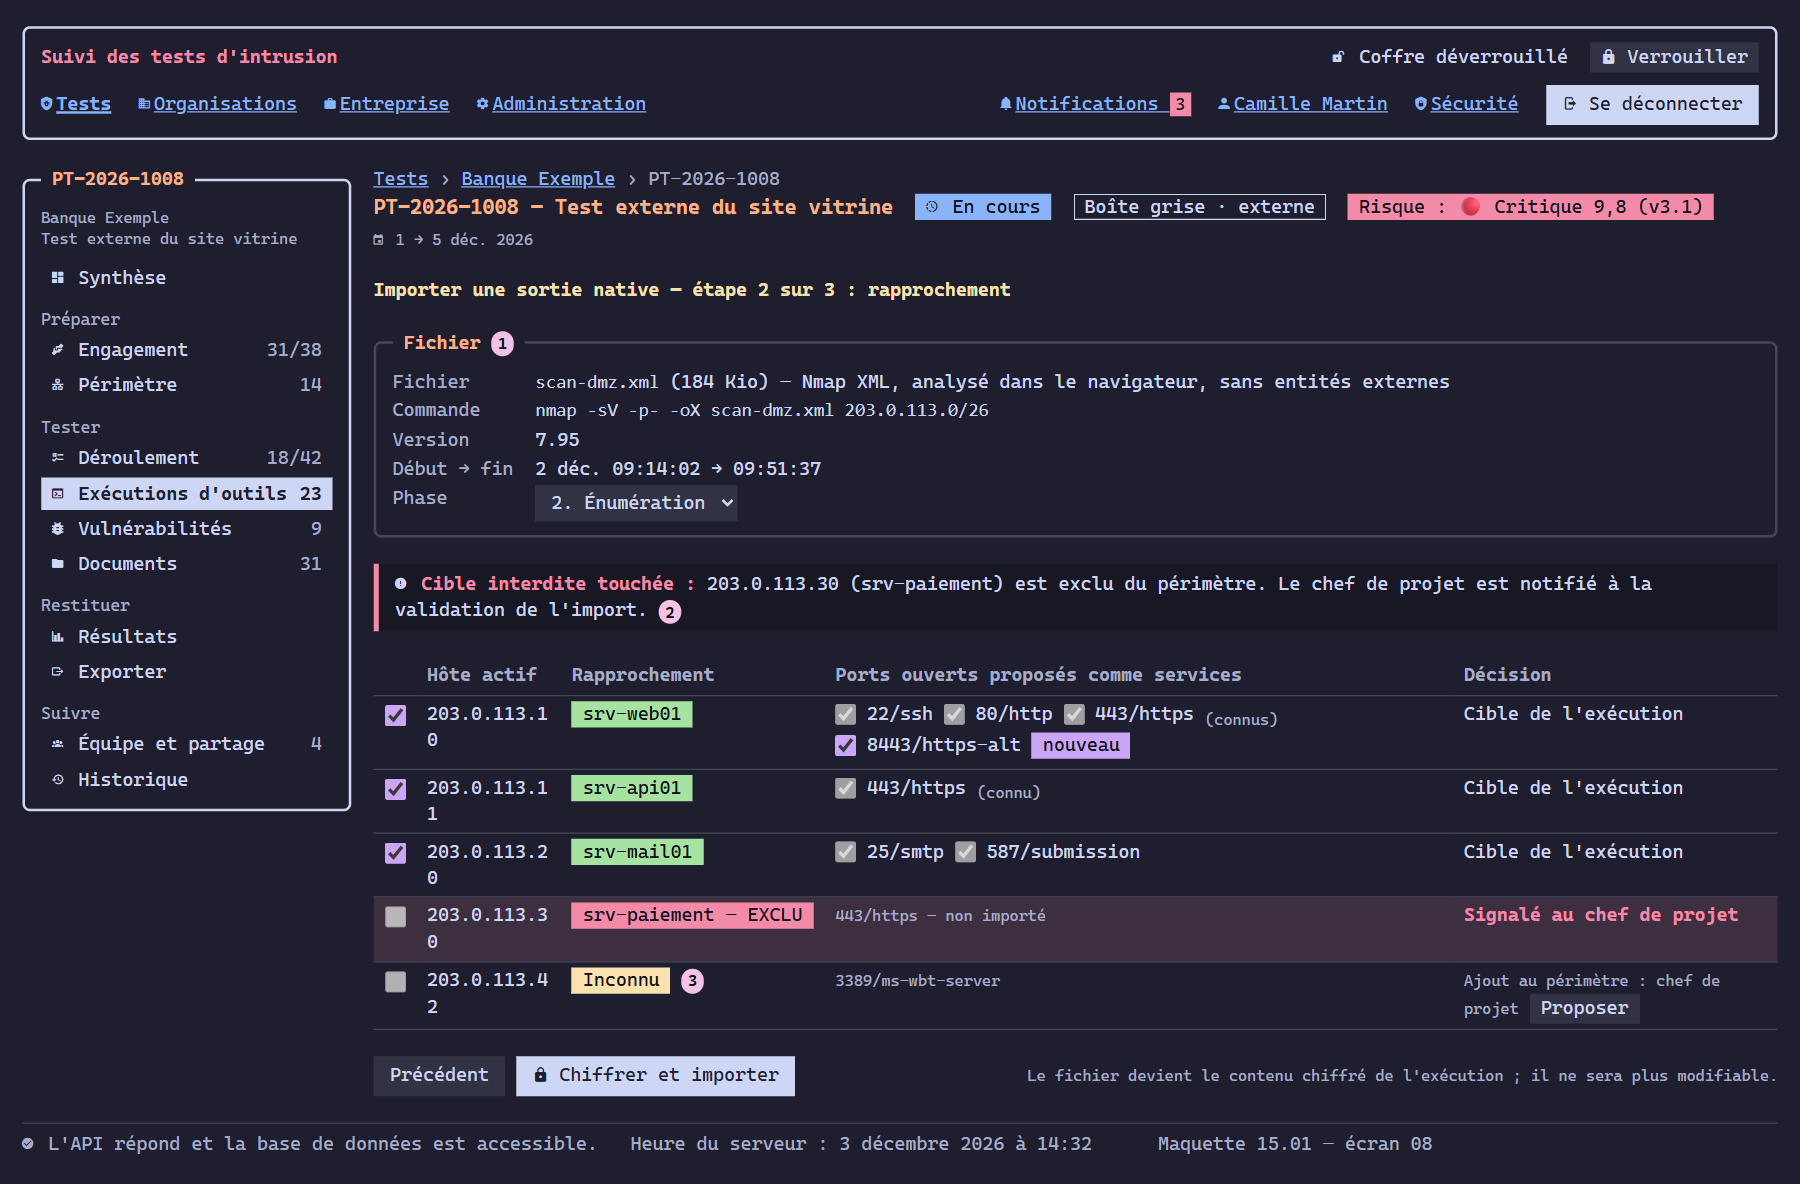 Suivi des tests d'intrusion
Coffre déverrouillé
Verrouiller
Tests
Organisations
Entreprise
Administration
Notifications 3
Camille Martin
Sécurité
Se déconnecter
PT-2026-1008
Banque Exemple
Test externe du site vitrine
Synthèse
Préparer
Engagement 31/38
Périmètre 14
Tester
Déroulement 18/42
Exécutions d'outils 23
Vulnérabilités 9
Documents 31
Restituer
Résultats
Exporter
Suivre
Équipe et partage 4
Historique
Tests › Banque Exemple › PT-2026-1008
PT-2026-1008 — Test externe du site vitrine
En cours
Boîte grise · externe
Risque : Critique 9,8 (v3.1)
1 → 5 déc. 2026
Importer une sortie native — étape 2 sur 3 : rapprochement
Fichier 1
Fichier scan-dmz.xml (184 Kio) — Nmap XML, analysé dans le navigateur, sans entités externes
Commande nmap -sV -p- -oX scan-dmz.xml 203.0.113.0/26
Version 7.95
Début → fin 2 déc. 09:14:02 → 09:51:37
Phase 2. Énumération
Cible interdite touchée : 203.0.113.30 (srv-paiement) est exclu du périmètre. Le chef de projet est notifié à la
validation de l'import. 2
Hôte actif Rapprochement Ports ouverts proposés comme services Décision
203.0.113.1 srv-web01 22/ssh 80/http 443/https (connus) Cible de l'exécution
0 8443/https-alt nouveau
203.0.113.1 srv-api01 443/https (connu) Cible de l'exécution
1
203.0.113.2 srv-mail01 25/smtp 587/submission Cible de l'exécution
0
203.0.113.3 srv-paiement — EXCLU 443/https — non importé Signalé au chef de projet
0
203.0.113.4 Inconnu 3 3389/ms-wbt-server Ajout au périmètre : chef de
2 projet Proposer
Précédent
Chiffrer et importer
Le fichier devient le contenu chiffré de l'exécution ; il ne sera plus modifiable.
L'API répond et la base de données est accessible. Heure du serveur : 3 décembre 2026 à 14:32 Maquette 15.01 — écran 08